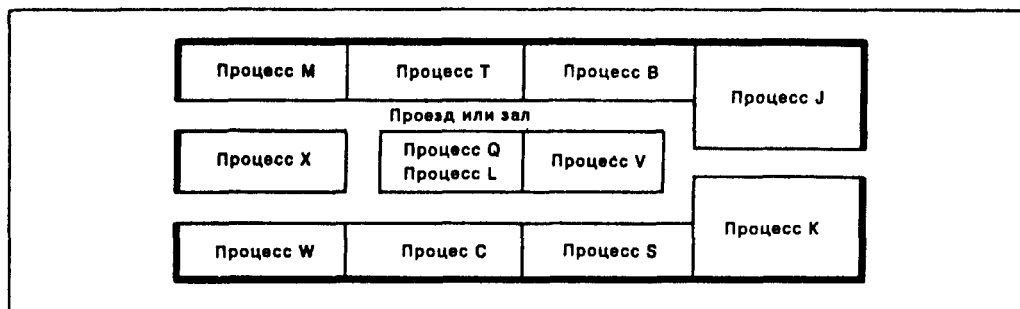 Процесс M
Процесс T
Процесс B
Процесс J
Проезд или зал
Процесс X
Процесс Q
Процесс L
Процесс V
Процесс K
Процесс W
Процес C
Процесс S